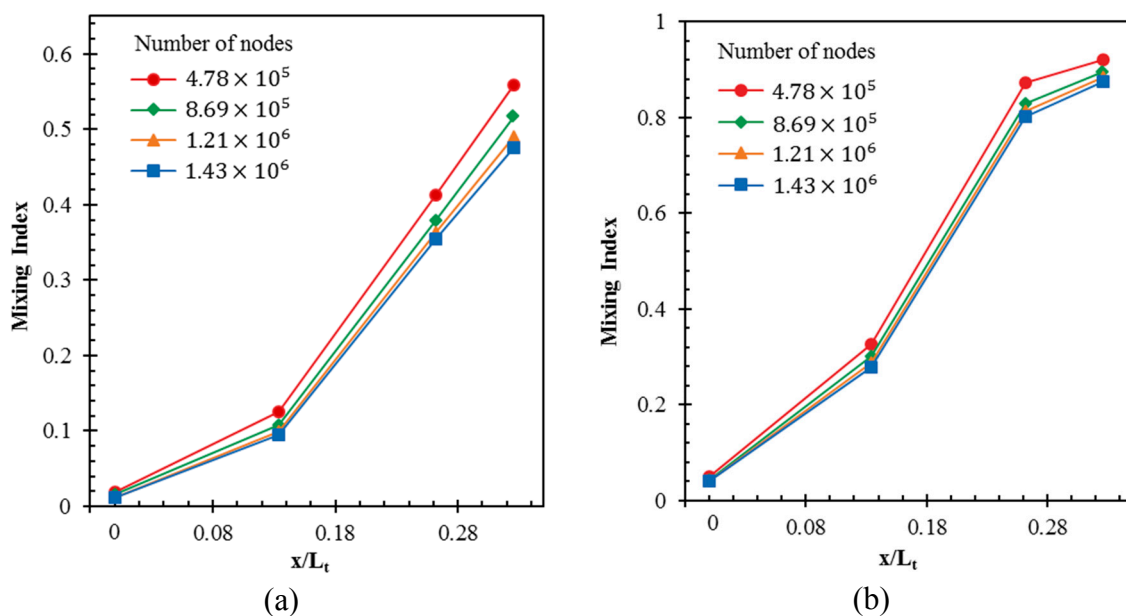 Number of nodes
4.78 × 10⁵
8.69 × 10⁵
1.21 × 10⁶
1.43 × 10⁶
0.6
0.5
0.4
0.3
0.2
0.1
0
Mixing Index
0
0.08
0.18
0.28
x/Lₜ
(a)
Number of nodes
4.78 × 10⁵
8.69 × 10⁵
1.21 × 10⁶
1.43 × 10⁶
1
0.8
0.6
0.4
0.2
0
Mixing Index
0
0.08
0.18
0.28
x/Lₜ
(b)